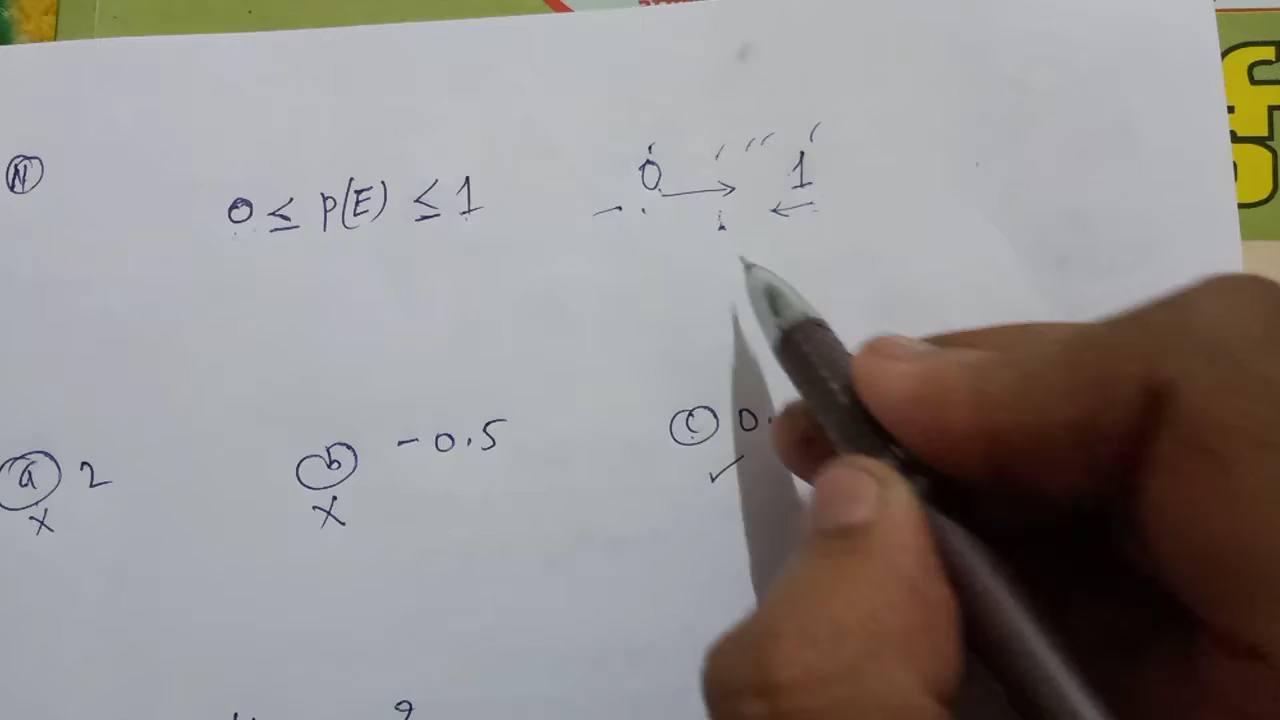 N 0 ≤ P(E) ≤ 1 0 → 1
a 2 b - 0.5 c 0.
x x ✓